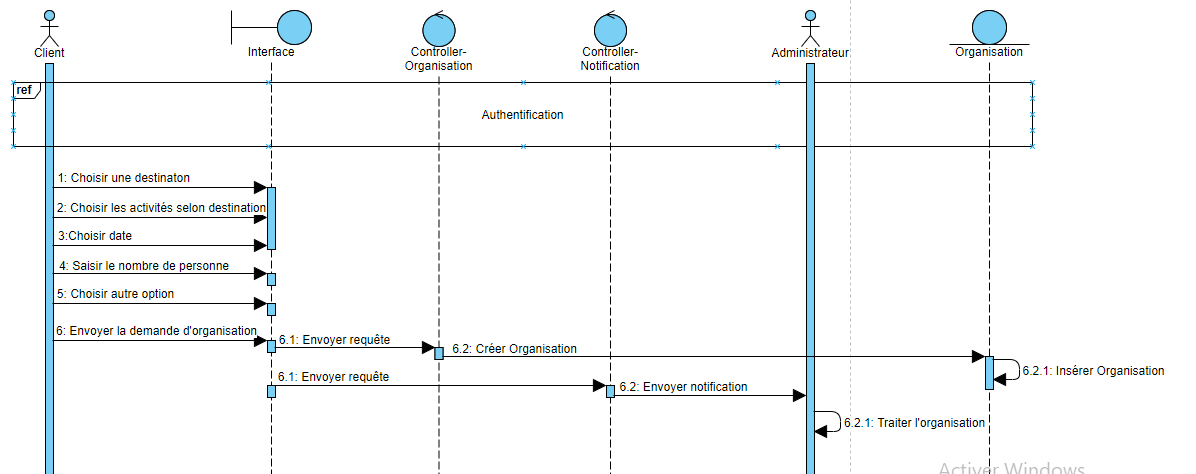 Client
Interface
Controller-
Organisation
Controller-
Notification
Administrateur
Organisation
ref
Authentification
1: Choisir une destinaton
2: Choisir les activités selon destination
3:Choisir date
4: Saisir le nombre de personne
5: Choisir autre option
6: Envoyer la demande d'organisation
6.1: Envoyer requête
6.2: Créer Organisation
6.2.1: Insérer Organisation
6.1: Envoyer requête
6.2: Envoyer notification
6.2.1: Traiter l'organisation
Activer Windows